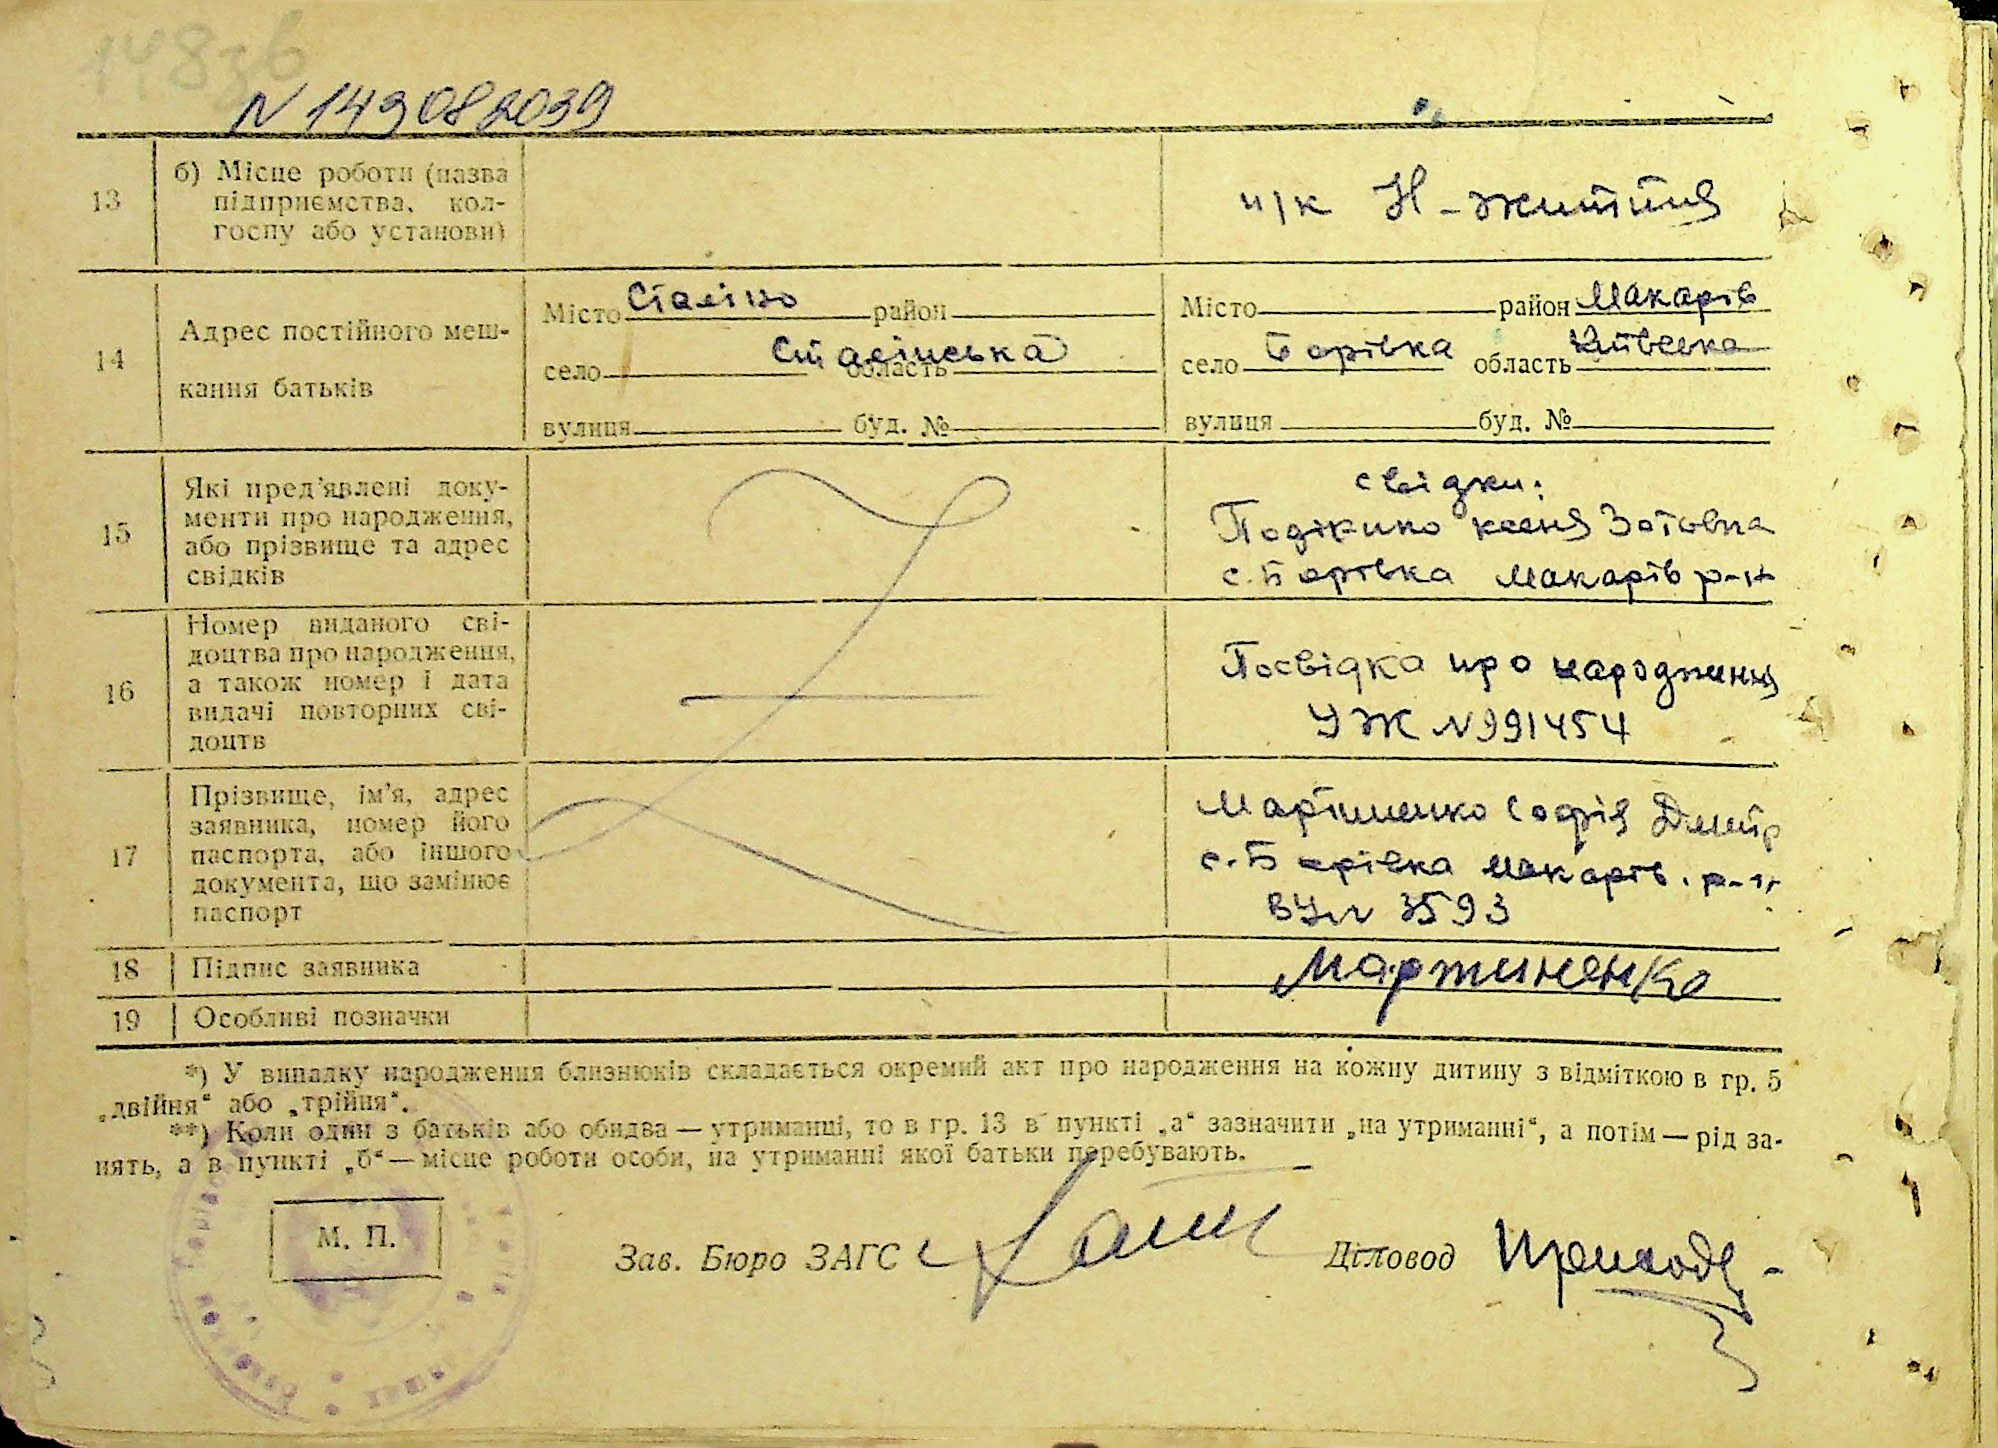 148зв
N 149082039
13
б) Місце роботи (назва
підприємства, кол-
госпу або установи)
ч/к Н-життя
14
Адрес постійного меш-
кання батьків
Місто Сталіно район
село Сталінська область
вулиця буд. №
Місто район Макарів
село Борівка область Київська
вулиця буд. №
15
Які пред'явлені доку-
менти про народження,
або прізвище та адрес
свідків
свідки:
Ксеня Зотовна
с. Борівка Макарів р-н
16
Номер виданого сві-
доцтва про народження,
а також номер і дата
видачі повторних сві-
доцтв
Посвідка про народження
УЖ N 991454
17
Прізвище, ім'я, адрес
заявника, номер його
паспорта, або іншого
документа, що замінює
паспорт
Мартиненко Софія Дмитр
с. Борівка Макарів. р-н
3593
18
Підпис заявника
Мартиненко
19
Особливі позначки
*) У випадку народження близнюків складається окремий акт про народження на кожну дитину з відміткою в гр. 5
„двійня“ або „трійня“.
**) Коли один з батьків або обидва — утриманці, то в гр. 13 в пункті „а“ зазначити „на утриманні“, а потім — рід за-
нять, а в пункті „б“ — місце роботи особи, на утриманні якої батьки перебувають.
М. П.
Зав. Бюро ЗАГС
Діловод